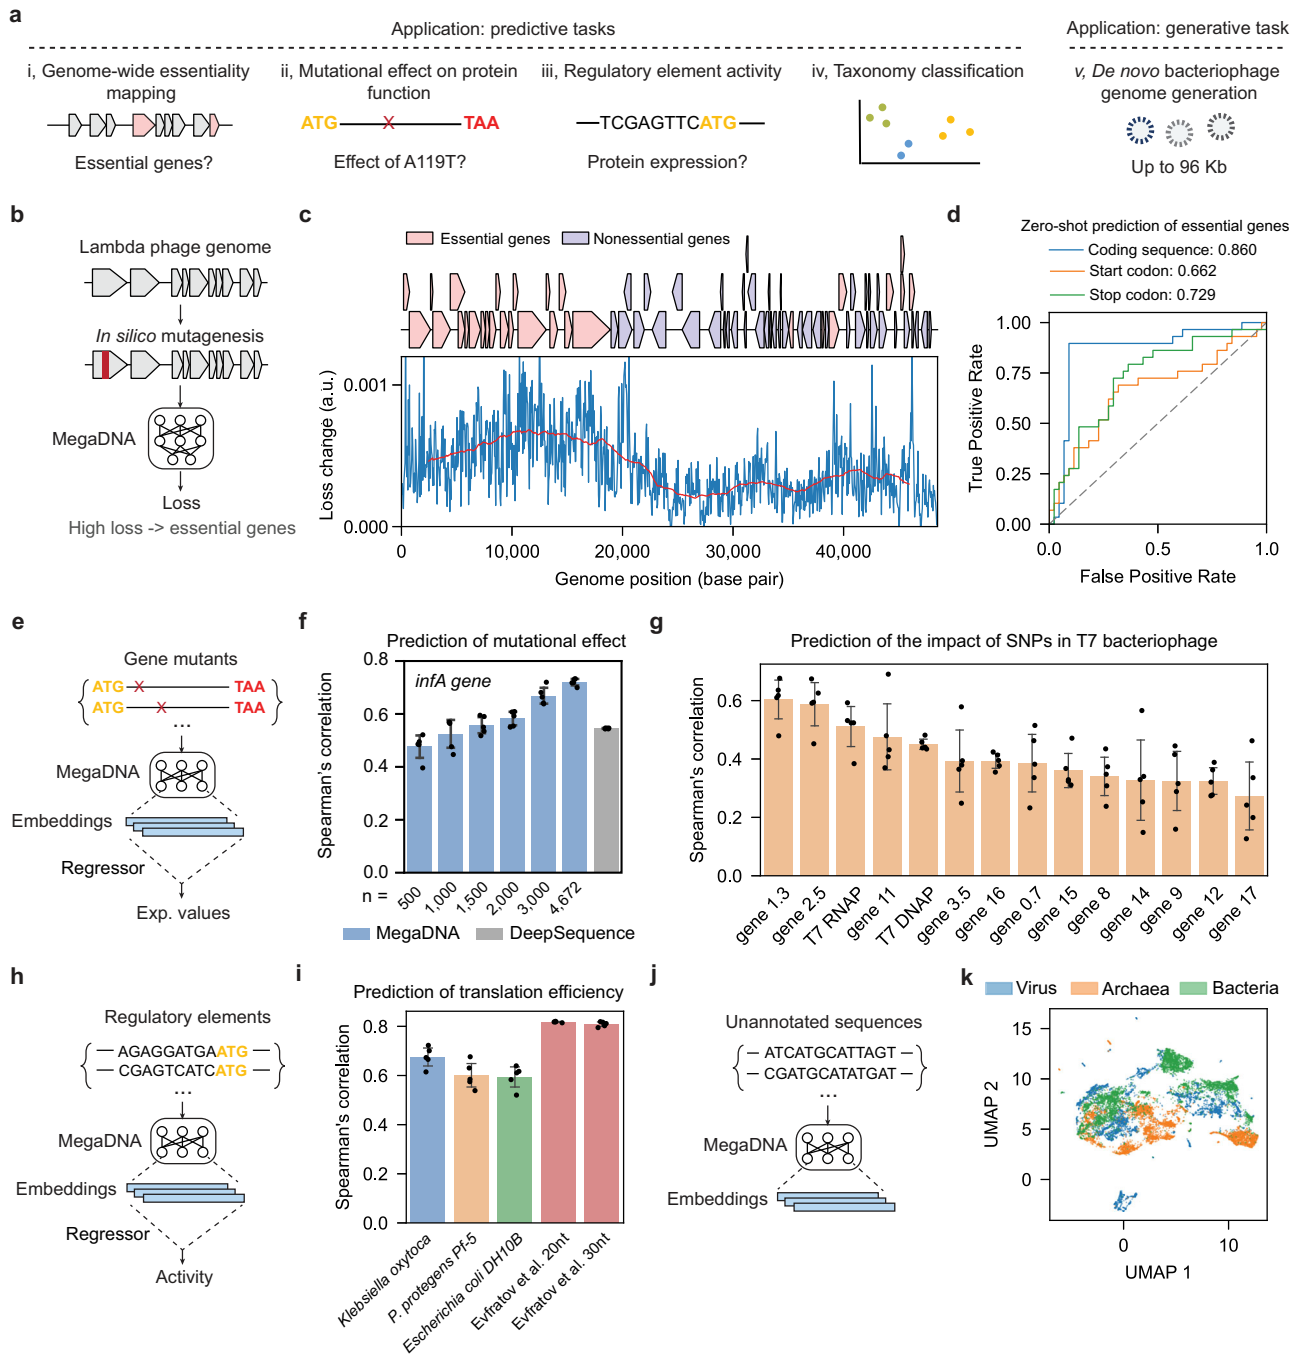 a
Application: predictive tasks
Application: generative task
i, Genome-wide essentiality
mapping
Essential genes?
ii, Mutational effect on protein
function
ATG X TAA
Effect of A119T?
iii, Regulatory element activity
TCGAGTTCATG
Protein expression?
iv, Taxonomy classification
v, De novo bacteriophage
genome generation
Up to 96 Kb
b
Lambda phage genome
In silico mutagenesis
MegaDNA
Loss
High loss -> essential genes
c
Essential genes
Nonessential genes
Loss change (a.u.)
0.001
0.000
0
10,000
20,000
30,000
40,000
Genome position (base pair)
d
Zero-shot prediction of essential genes
Coding sequence: 0.860
Start codon: 0.662
Stop codon: 0.729
True Positive Rate
1.00
0.75
0.50
0.25
0.00
0.0
0.5
1.0
False Positive Rate
e
Gene mutants
ATG X TAA
ATG X TAA
...
MegaDNA
Embeddings
Regressor
Exp. values
f
Prediction of mutational effect
infA gene
Spearman's correlation
0.8
0.6
0.4
0.2
0.0
n =
500
1,000
1,500
2,000
3,000
4,672
MegaDNA
DeepSequence
g
Prediction of the impact of SNPs in T7 bacteriophage
Spearman's correlation
0.6
0.4
0.2
0.0
gene 1.3
gene 2.5
T7 RNAP
gene 11
T7 DNAP
gene 3.5
gene 16
gene 0.7
gene 15
gene 8
gene 14
gene 9
gene 12
gene 17
h
Regulatory elements
AGAGGATGAATG
CGAGTCATCATG
...
MegaDNA
Embeddings
Regressor
Activity
i
Prediction of translation efficiency
Spearman's correlation
0.8
0.6
0.4
0.2
0.0
Klebsiella oxytoca
P. protegens Pf-5
Escherichia coli DH10B
Evfratov et al. 20nt
Evfratov et al. 30nt
j
Unannotated sequences
ATCATGCATTAGT
CGATGCATATGAT
...
MegaDNA
Embeddings
k
Virus
Archaea
Bacteria
UMAP 2
15
10
5
0
0
10
UMAP 1